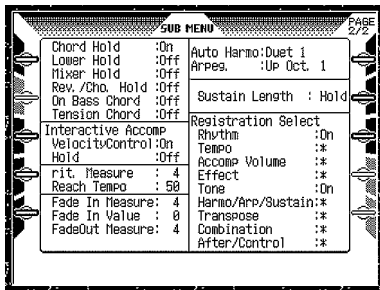 SUB MENU
PAGE
2/2
Chord Hold :On
Lower Hold :Off
Mixer Hold :Off
Rev./Cho. Hold :Off
On Bass Chord :Off
Tension Chord :Off
Interactive Accomp
VelocityControl:On
Hold :Off
rit. Measure : 4
Reach Tempo : 50
Fade In Measure: 4
Fade In Value : 0
FadeOut Measure: 4
Auto Harmo:Duet 1
Arpeg. :Up Oct. 1
Sustain Length : Hold
Registration Select
Rhythm :On
Tempo :*
Accomp Volume :*
Effect :*
Tone :On
Harmo/Arp/Sustain:*
Transpose :*
Combination :*
After/Control :*